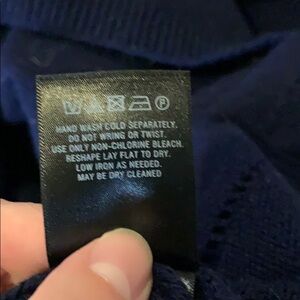 P
HAND WASH COLD SEPARATELY.
DO NOT WRING OR TWIST.
USE ONLY NON-CHLORINE BLEACH.
RESHAPE LAY FLAT TO DRY.
LOW IRON AS NEEDED.
MAY BE DRY CLEANED